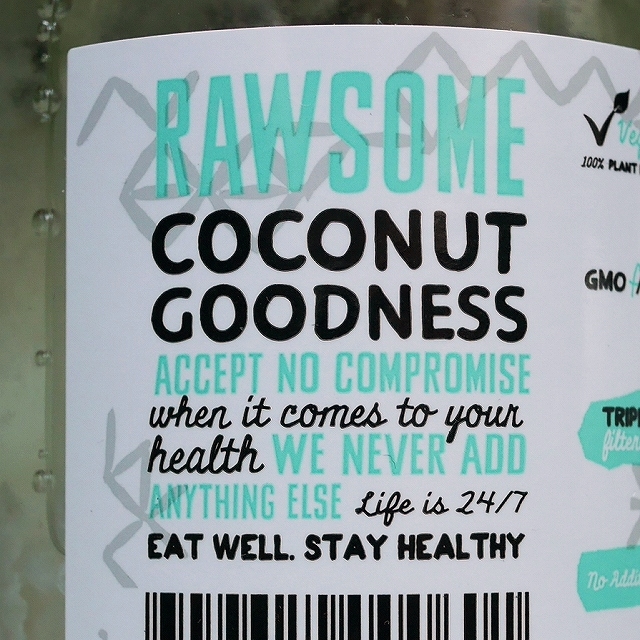 RAWSOME
COCONUT
GOODNESS
ACCEPT NO COMPROMISE
when it comes to your
health WE NEVER ADD
ANYTHING ELSE Life is 24/7
EAT WELL. STAY HEALTHY
100% PLANT
GMO